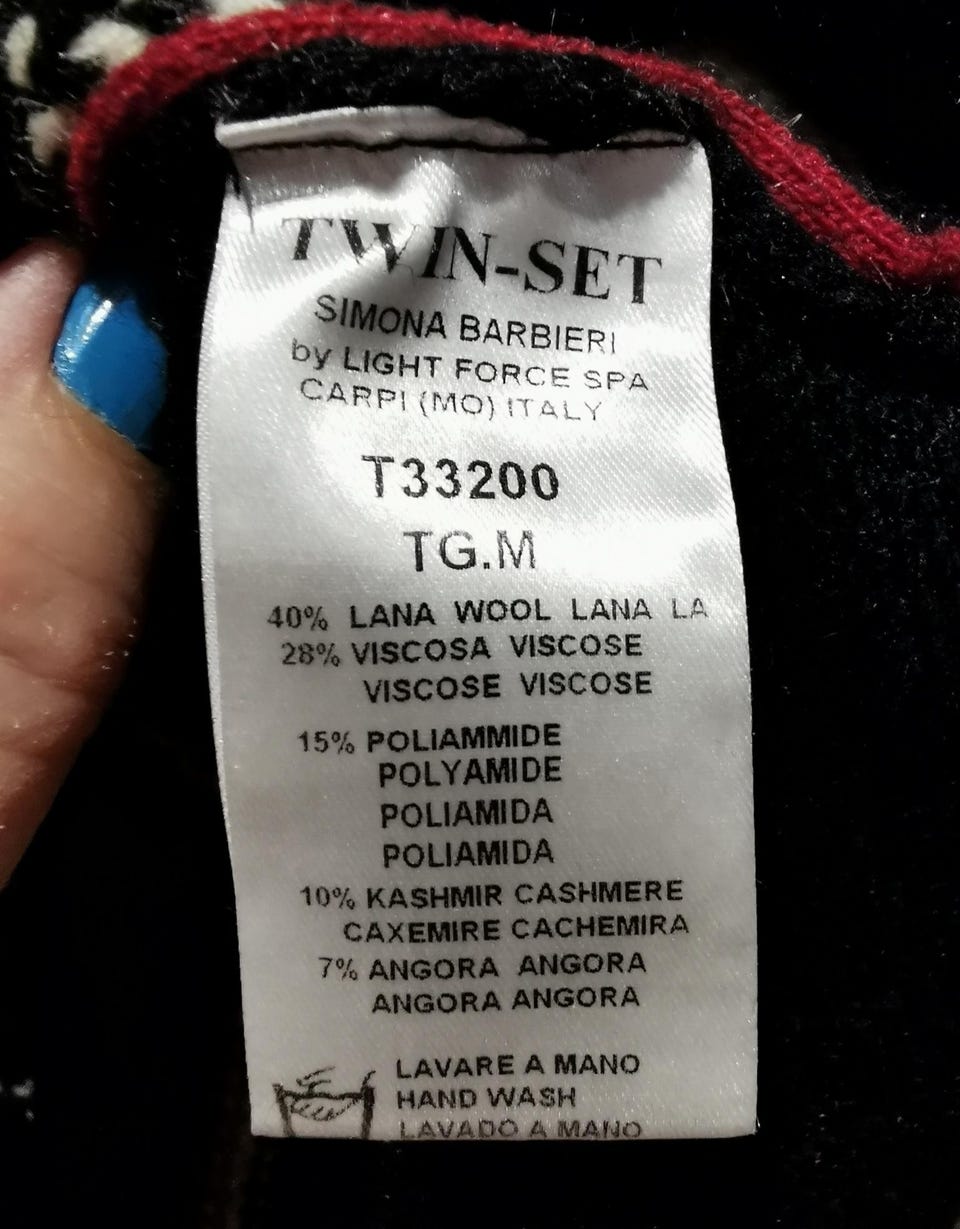 TWIN-SET
SIMONA BARBIERI
by LIGHT FORCE SPA
CARPI (MO) ITALY
T33200
TG.M
40% LANA WOOL LANA LA
28% VISCOSA VISCOSE
VISCOSE VISCOSE
15% POLIAMMIDE
POLYAMIDE
POLIAMIDA
POLIAMIDA
10% KASHMIR CASHMERE
CAXEMIRE CACHEMIRA
7% ANGORA ANGORA
ANGORA ANGORA
LAVARE A MANO
HAND WASH
LAVADO A MANO